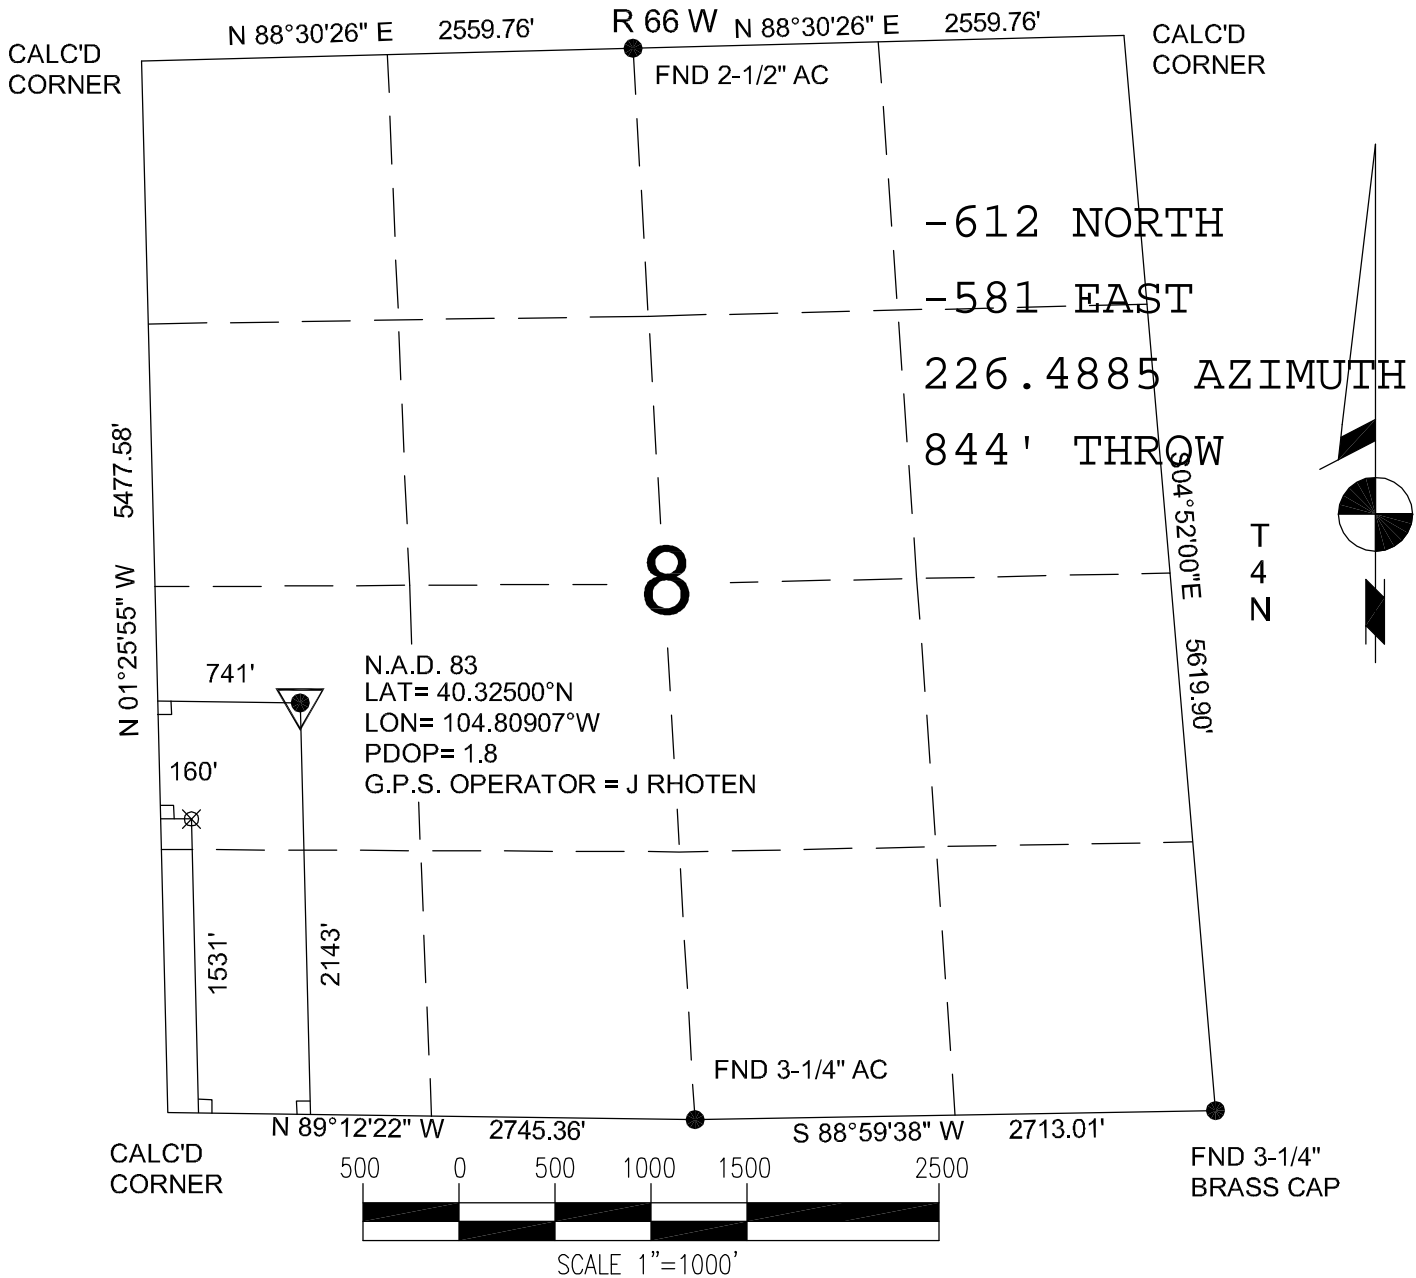 R 66 W
N 88°30'26" E 2559.76'
N 88°30'26" E 2559.76'
CALC'D
CORNER
CALC'D
CORNER
FND 2-1/2" AC
-612 NORTH
-581 EAST
226.4885 AZIMUTH
844' THROW
N 01°25'55" W 5477.58'
S04°52'00"E 5619.90'
T
4
N
N
8
741'
N.A.D. 83
LAT= 40.32500°N
LON= 104.80907°W
PDOP= 1.8
G.P.S. OPERATOR = J RHOTEN
160'
1531'
2143'
FND 3-1/4" AC
N 89°12'22" W 2745.36'
S 88°59'38" W 2713.01'
CALC'D
CORNER
FND 3-1/4"
BRASS CAP
500 0 500 1000 1500 2500
SCALE 1"=1000'